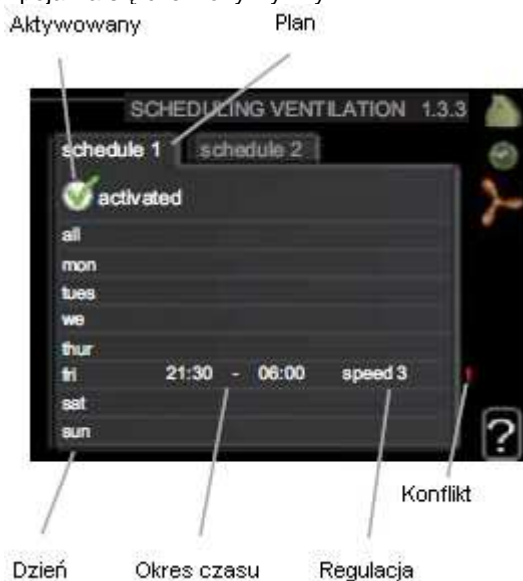 Aktywowany Plan
SCHEDULING VENTILATION 1.3.3
schedule 1 schedule 2
activated
all
mon
tues
we
thur
fri 21:30 - 06:00 speed 3 !
sat
sun
?
Konflikt
Dzień Okres czasu Regulacja